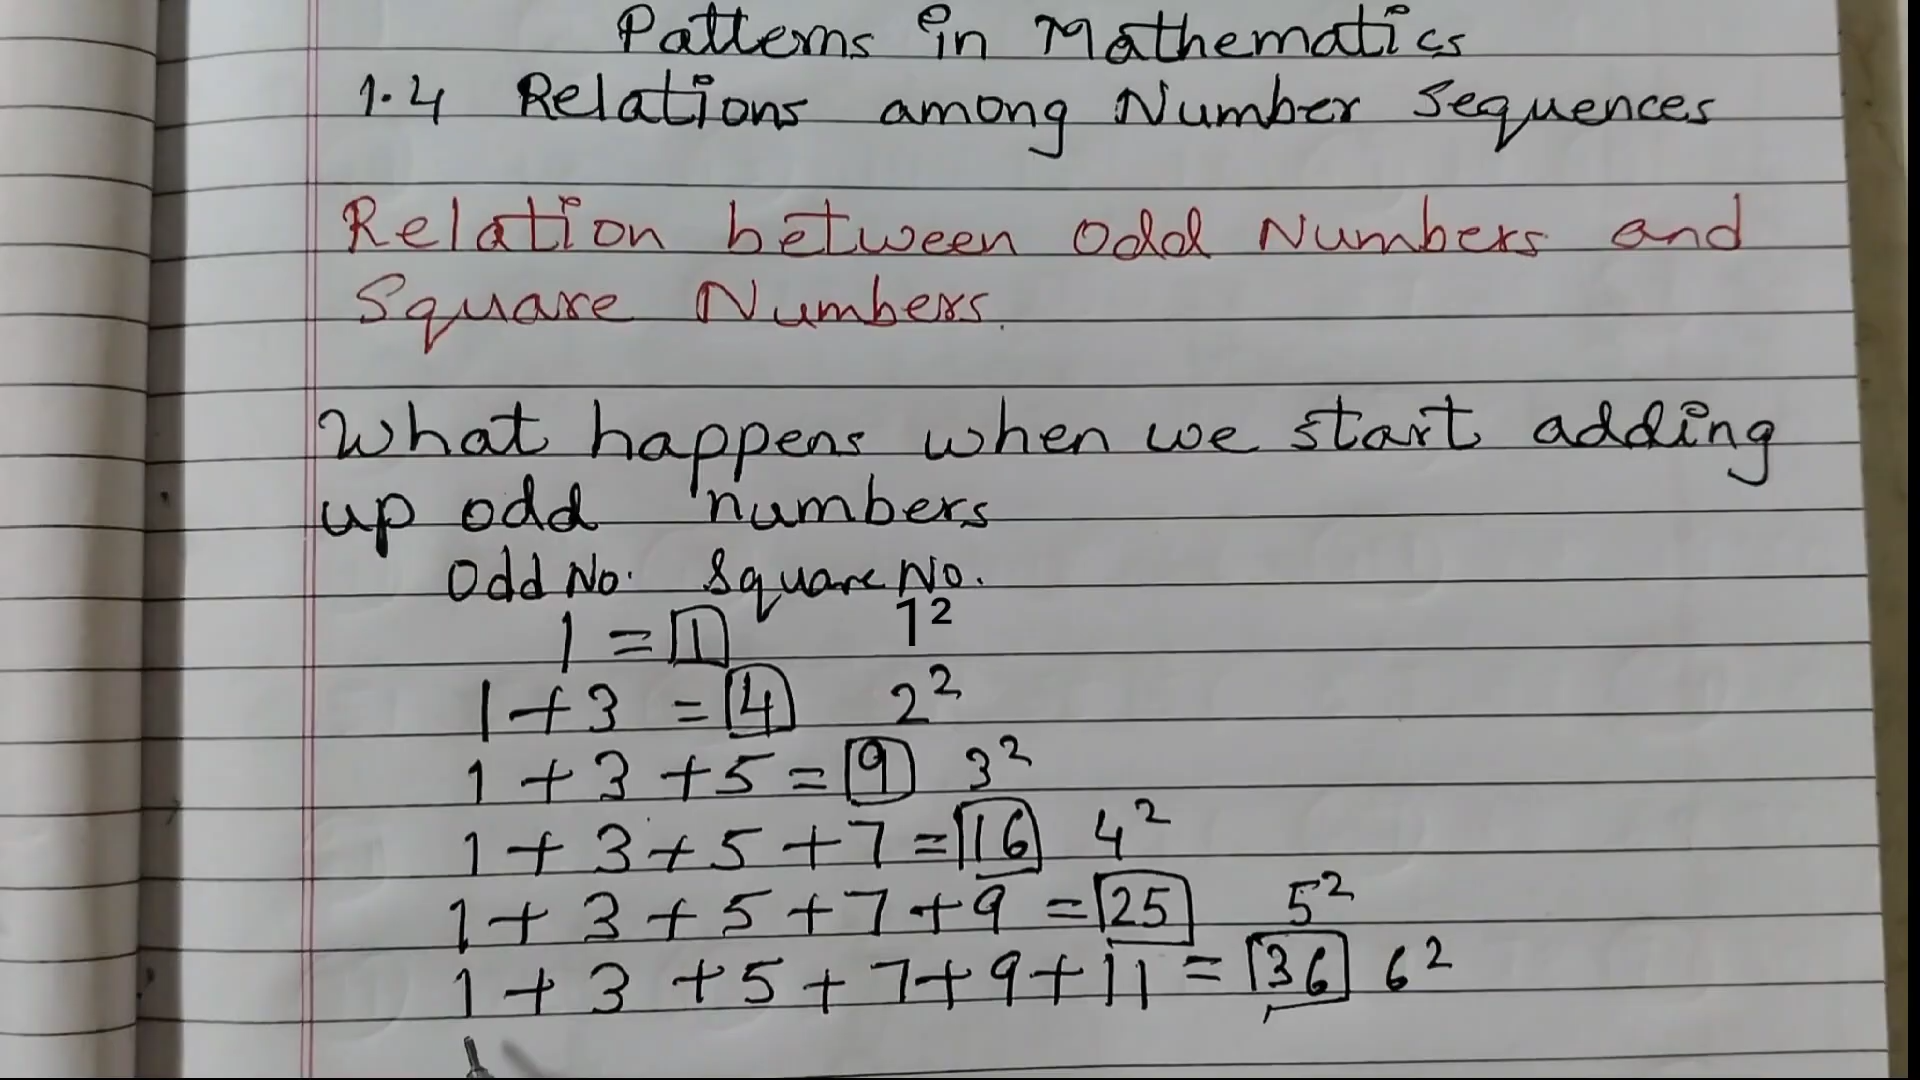 Patterns in Mathematics
1.4 Relations among Number Sequences
Relation between Odd Numbers and
Square Numbers.
What happens when we start adding
up odd numbers
Odd No. Square No.
1 = 1 1²
1 + 3 = 4 2²
1 + 3 + 5 = 9 3²
1 + 3 + 5 + 7 = 16 4²
1 + 3 + 5 + 7 + 9 = 25 5²
1 + 3 + 5 + 7 + 9 + 11 = 36 6²